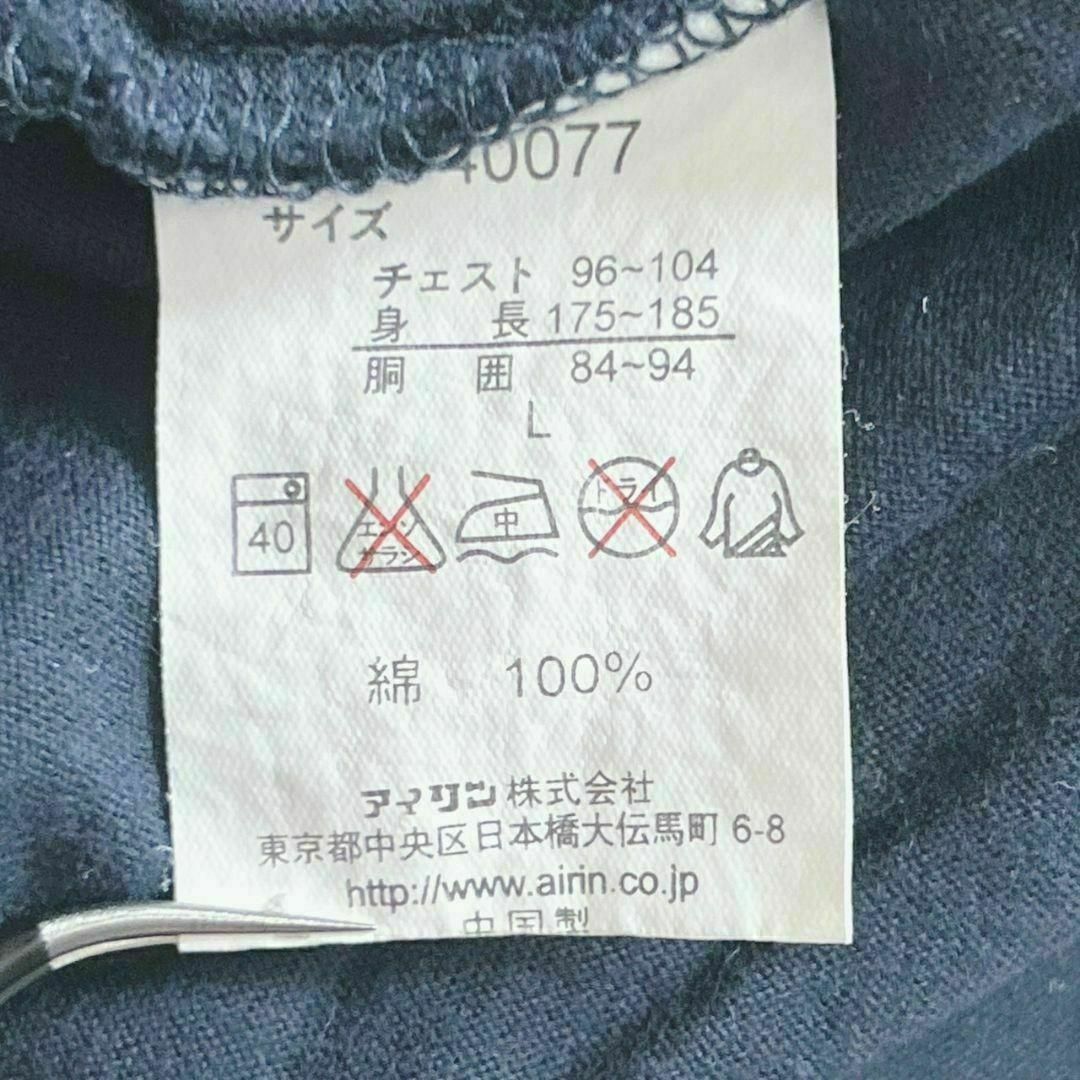 40077
サイズ
チェスト 96~104
身 長 175~185
胴 囲 84~94
L
40
エンソ
サラシ
中
ドライ
綿 100%
アイリン株式会社
東京都中央区日本橋大伝馬町 6-8
http://www.airin.co.jp
中国製